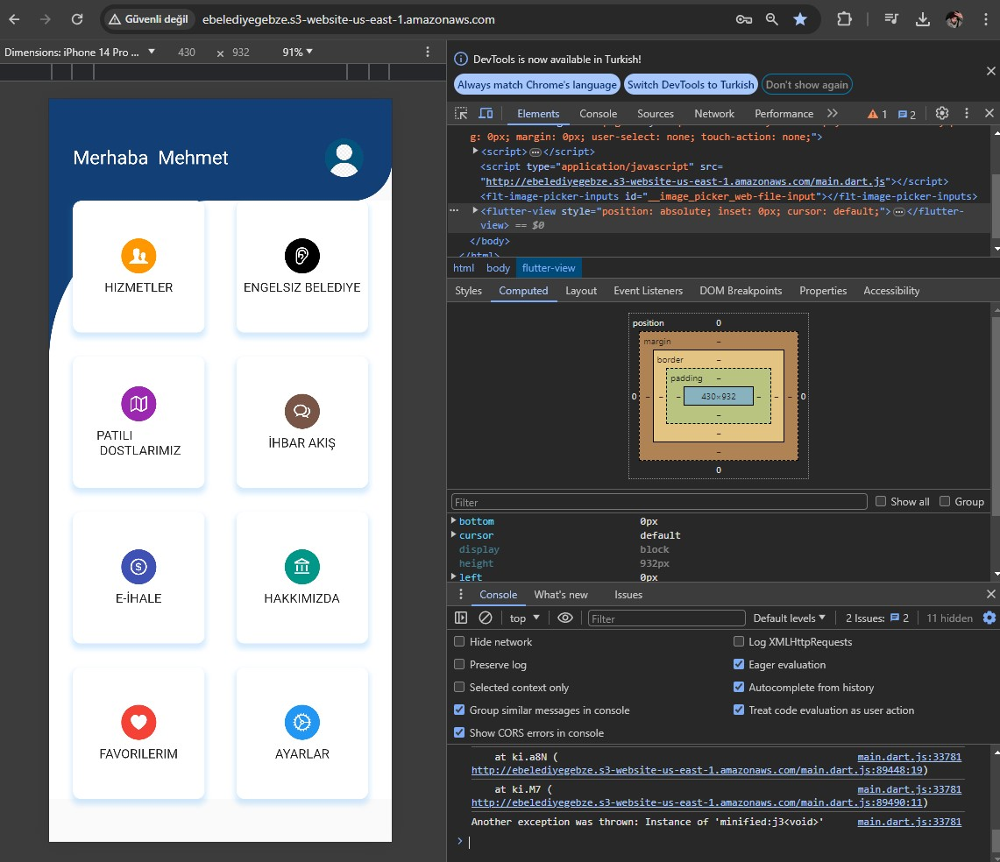 Güvenli değil
ebelediyegebze.s3-website-us-east-1.amazonaws.com
Dimensions: iPhone 14 Pro ...
430
×
932
91%
Merhaba Mehmet
HIZMETLER
ENGELSIZ BELEDIYE
PATILI
DOSTLARIMIZ
İHBAR AKIŞ
E-İHALE
HAKKIMIZDA
FAVORILERIM
AYARLAR
DevTools is now available in Turkish!
Always match Chrome's language
Switch DevTools to Turkish
Don't show again
Elements
Console
Sources
Network
Performance
1
2
g: 0px; margin: 0px; user-select: none; touch-action: none;">
<script>…</script>
<script type="application/javascript" src=
"http://ebelediyegebze.s3-website-us-east-1.amazonaws.com/main.dart.js"></script>
<flt-image-picker-inputs id="__image_picker_web-file-input"></flt-image-picker-inputs>
<flutter-view style="position: absolute; inset: 0px; cursor: default;">…</flutter-
view> == $0
</body>
</html>
html
body
flutter-view
Styles
Computed
Layout
Event Listeners
DOM Breakpoints
Properties
Accessibility
position
0
margin
–
border
–
padding
–
0
–
–
–
430×932
–
–
–
0
–
–
–
0
Filter
Show all
Group
bottom
0px
cursor
default
display
block
height
932px
left
0px
Console
What's new
Issues
top
Filter
Default levels
2 Issues:
2
11 hidden
Hide network
Log XMLHttpRequests
Preserve log
Eager evaluation
Selected context only
Autocomplete from history
Group similar messages in console
Treat code evaluation as user action
Show CORS errors in console
at ki.a8N (
main.dart.js:33781
http://ebelediyegebze.s3-website-us-east-1.amazonaws.com/main.dart.js:89448:19)
at ki.M7 (
main.dart.js:33781
http://ebelediyegebze.s3-website-us-east-1.amazonaws.com/main.dart.js:89490:11)
Another exception was thrown: Instance of 'minified:j3<void>'
main.dart.js:33781